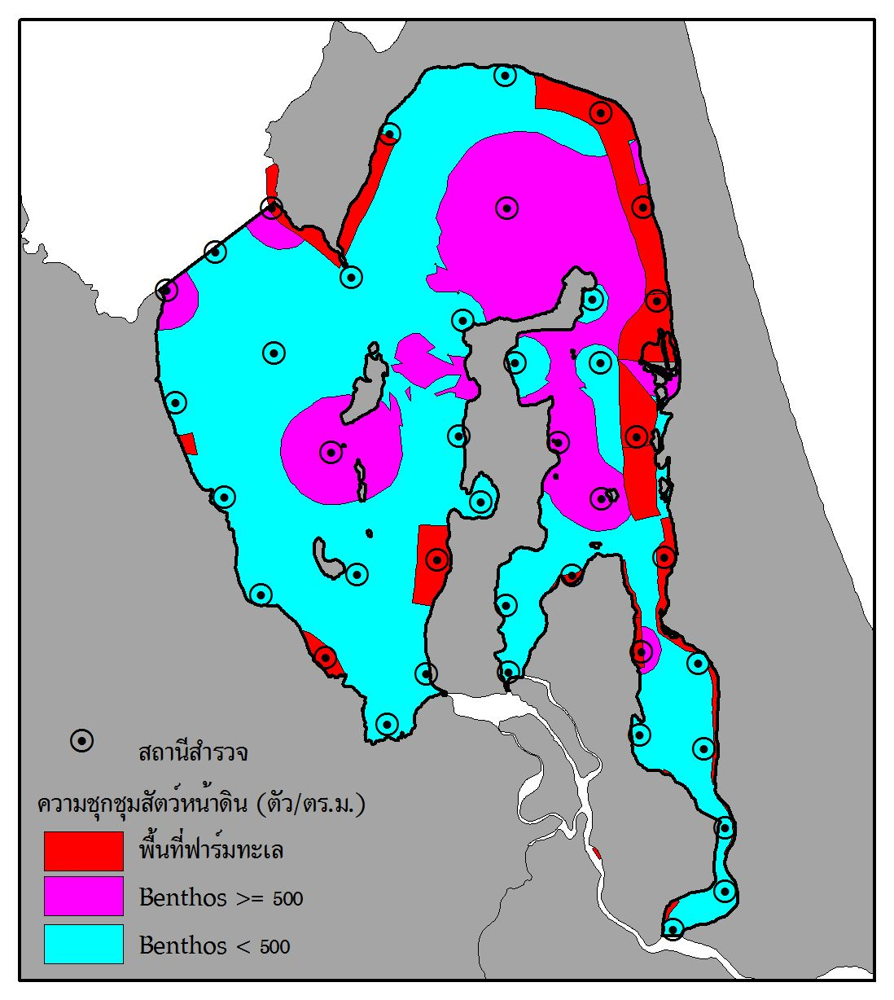 สถานีสำรวจ
ความชุกชุมสัตว์หน้าดิน (ตัว/ตร.ม.)
พื้นที่ฟาร์มทะเล
Benthos >= 500
Benthos < 500